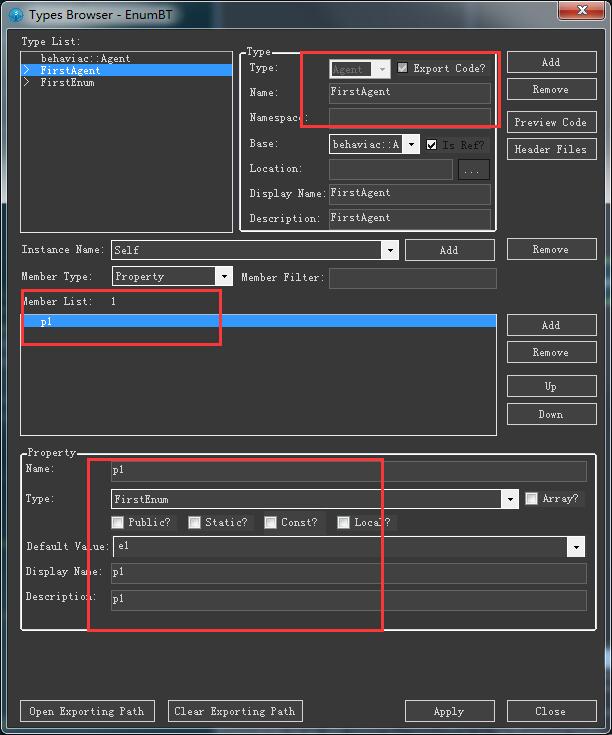 Types Browser - EnumBT
Type List:
behaviac::Agent
FirstAgent
FirstEnum
Type
Type: Agent Export Code?
Name: FirstAgent
Namespace:
Base: behaviac::A Is Ref?
Location: ...
Display Name: FirstAgent
Description: FirstAgent
Add
Remove
Preview Code
Header Files
Instance Name: Self Add Remove
Member Type: Property Member Filter:
Member List: 1
p1
Add
Remove
Up
Down
Property
Name: p1
Type: FirstEnum Array?
Public? Static? Const? Local?
Default Value: e1
Display Name: p1
Description: p1
Open Exporting Path Clear Exporting Path Apply Close